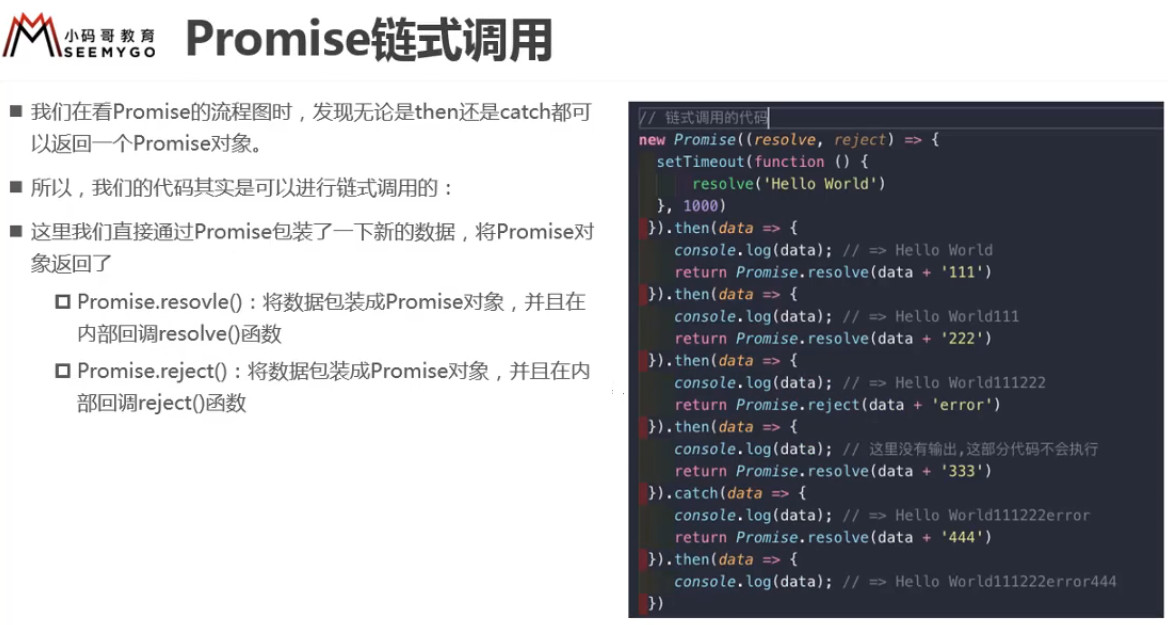 小码哥教育
SEEMYGO
Promise链式调用
■ 我们在看Promise的流程图时，发现无论是then还是catch都可
以返回一个Promise对象。
■ 所以，我们的代码其实是可以进行链式调用的：
■ 这里我们直接通过Promise包装了一下新的数据，将Promise对
象返回了
Promise.resovle()：将数据包装成Promise对象，并且在
内部回调resolve()函数
Promise.reject()：将数据包装成Promise对象，并且在内
部回调reject()函数
// 链式调用的代码
new Promise((resolve, reject) => {
setTimeout(function () {
resolve('Hello World')
}, 1000)
}).then(data => {
console.log(data); // => Hello World
return Promise.resolve(data + '111')
}).then(data => {
console.log(data); // => Hello World111
return Promise.resolve(data + '222')
}).then(data => {
console.log(data); // => Hello World111222
return Promise.reject(data + 'error')
}).then(data => {
console.log(data); // 这里没有输出,这部分代码不会执行
return Promise.resolve(data + '333')
}).catch(data => {
console.log(data); // => Hello World111222error
return Promise.resolve(data + '444')
}).then(data => {
console.log(data); // => Hello World111222error444
})